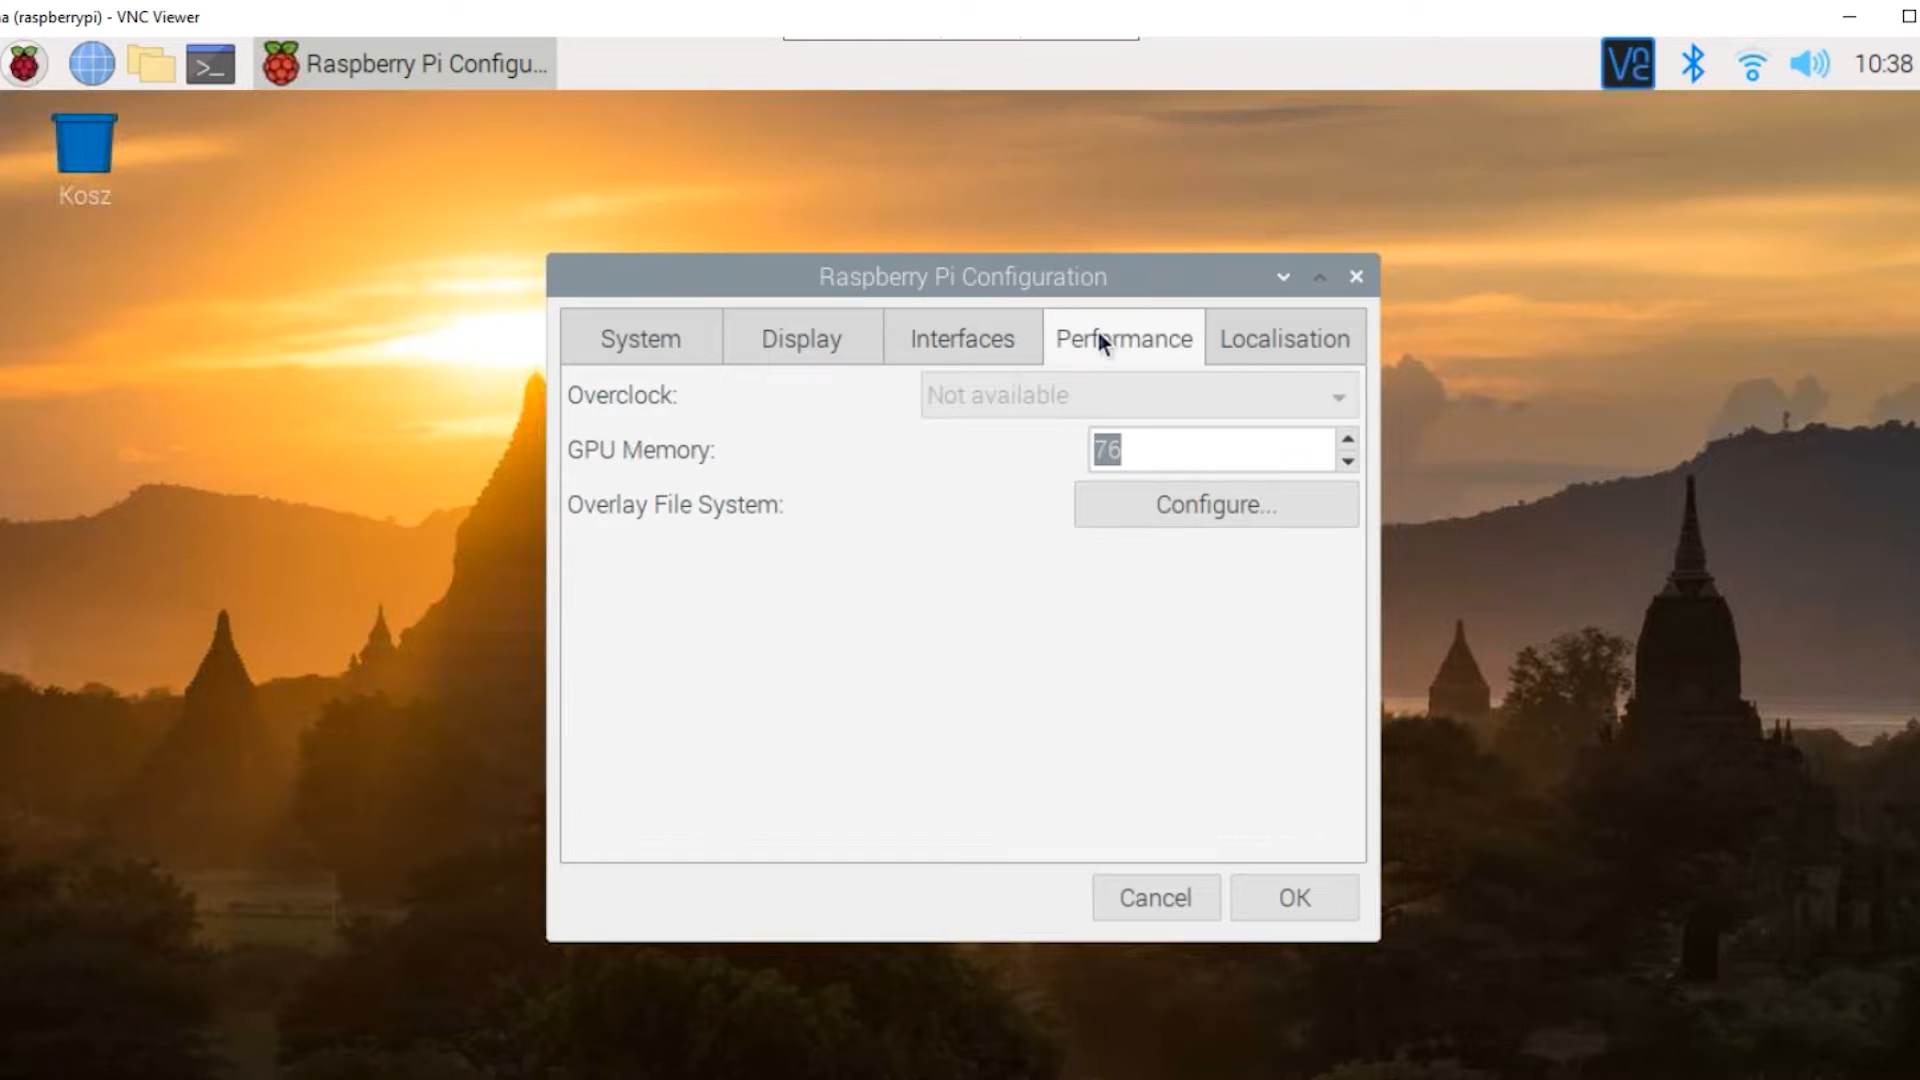 a (raspberrypi) - VNC Viewer
Raspberry Pi Configu...
10:38
Kosz
Raspberry Pi Configuration
System
Display
Interfaces
Performance
Localisation
Overclock:
Not available
GPU Memory:
76
Overlay File System:
Configure...
Cancel
OK